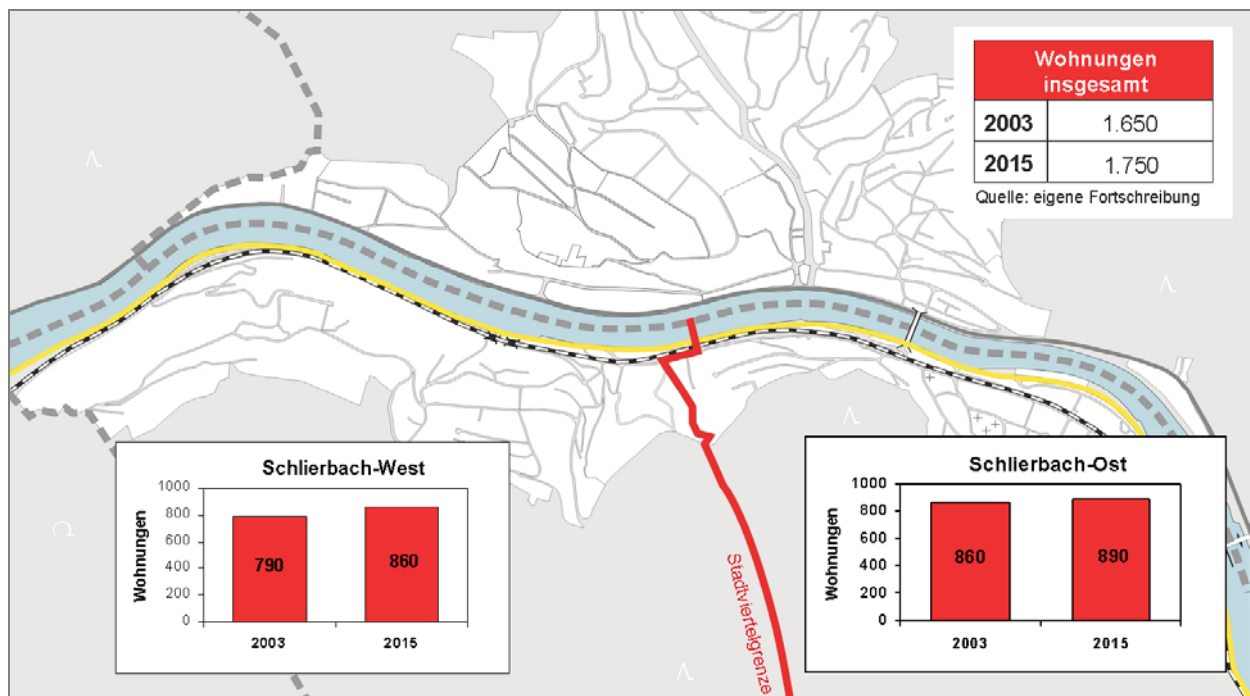 Wohnungen
insgesamt
2003 1.650
2015 1.750
Quelle: eigene Fortschreibung
Stadtviertelgrenze
Schlierbach-West
Wohnungen
1000
800
600
400
200
0
790
860
2003
2015
Schlierbach-Ost
Wohnungen
1000
800
600
400
200
0
860
890
2003
2015